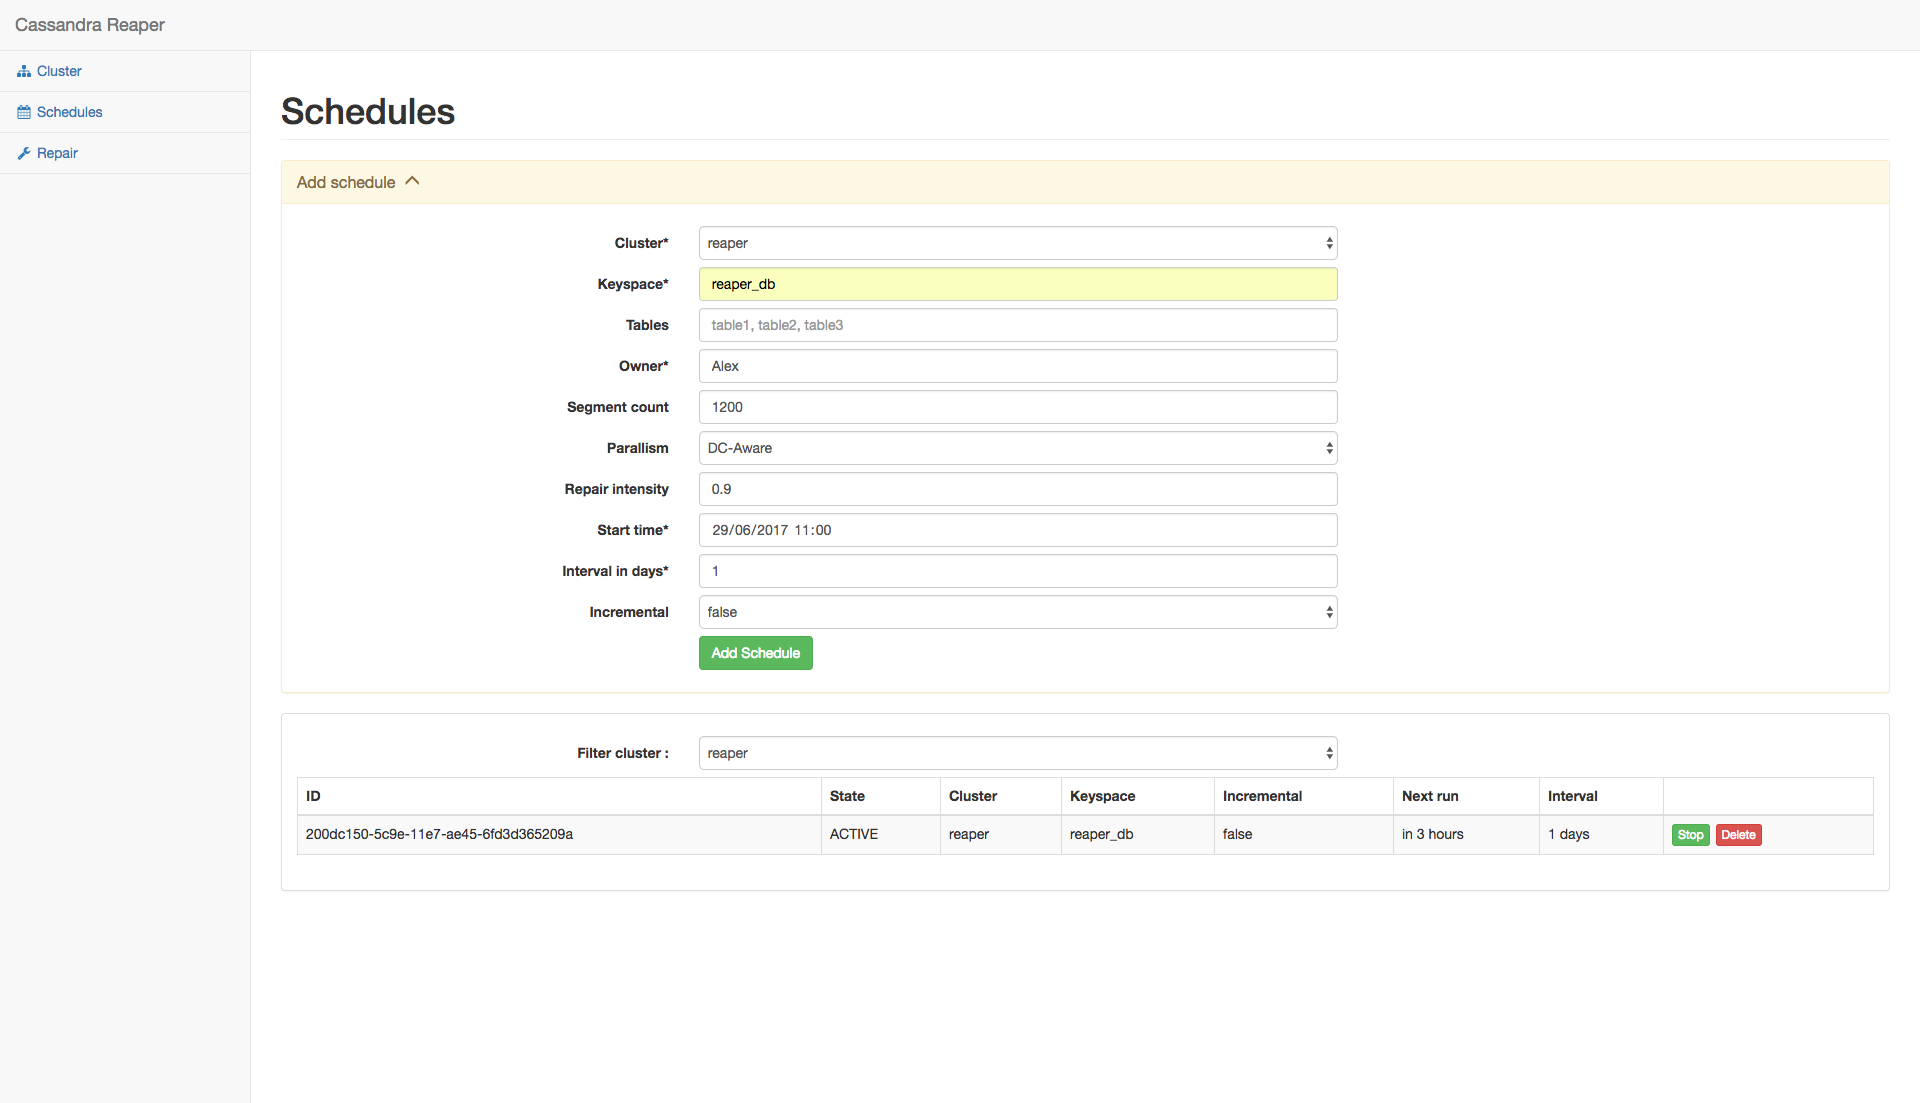 Cassandra Reaper
Cluster
Schedules
Repair
Schedules
Add schedule
Cluster* reaper
Keyspace* reaper_db
Tables table1, table2, table3
Owner* Alex
Segment count 1200
Parallism DC-Aware
Repair intensity 0.9
Start time* 29/06/2017 11:00
Interval in days* 1
Incremental false
Add Schedule
Filter cluster : reaper
ID State Cluster Keyspace Incremental Next run Interval
200dc150-5c9e-11e7-ae45-6fd3d365209a ACTIVE reaper reaper_db false in 3 hours 1 days Stop Delete